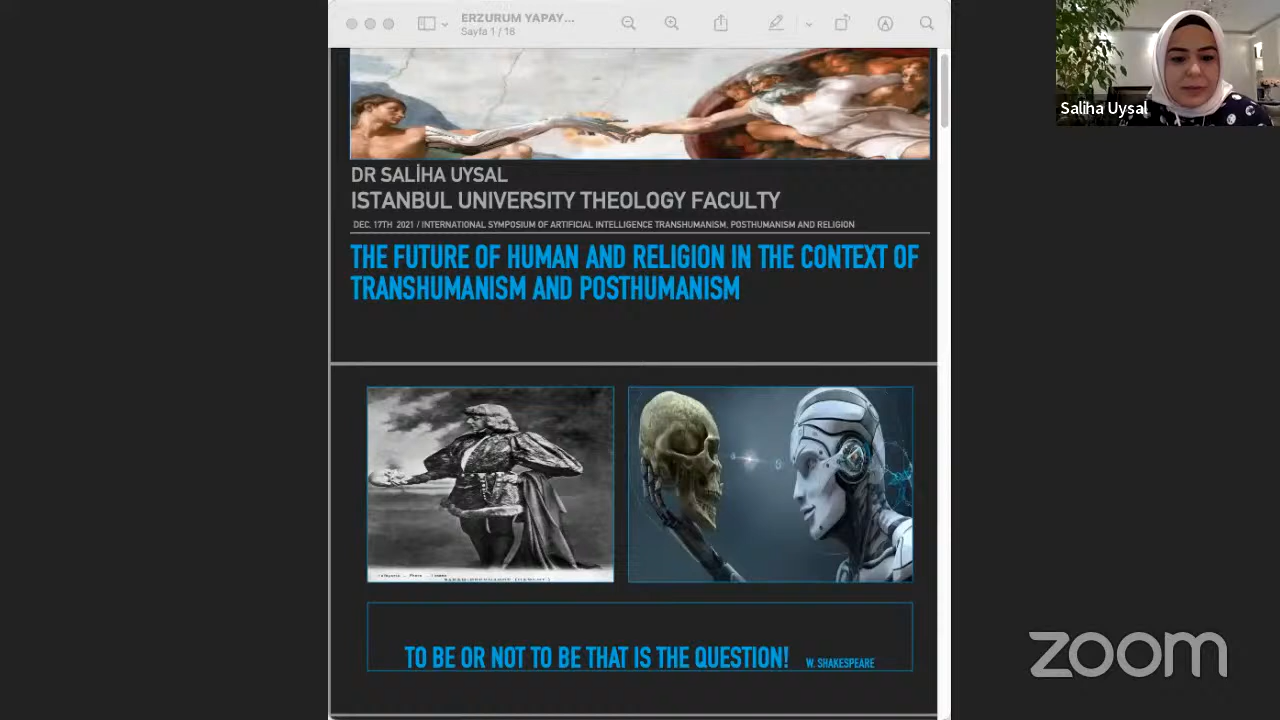 ERZURUM YAPAY...
Sayfa 1 / 16
Saliha Uysal
DR SALİHA UYSAL
ISTANBUL UNIVERSITY THEOLOGY FACULTY
DEC. 17TH 2021 / INTERNATIONAL SYMPOSIUM OF ARTIFICIAL INTELLIGENCE TRANSHUMANISM, POSTHUMANISM AND RELIGION
THE FUTURE OF HUMAN AND RELIGION IN THE CONTEXT OF
TRANSHUMANISM AND POSTHUMANISM
TO BE OR NOT TO BE THAT IS THE QUESTION! W. SHAKESPEARE
zoom